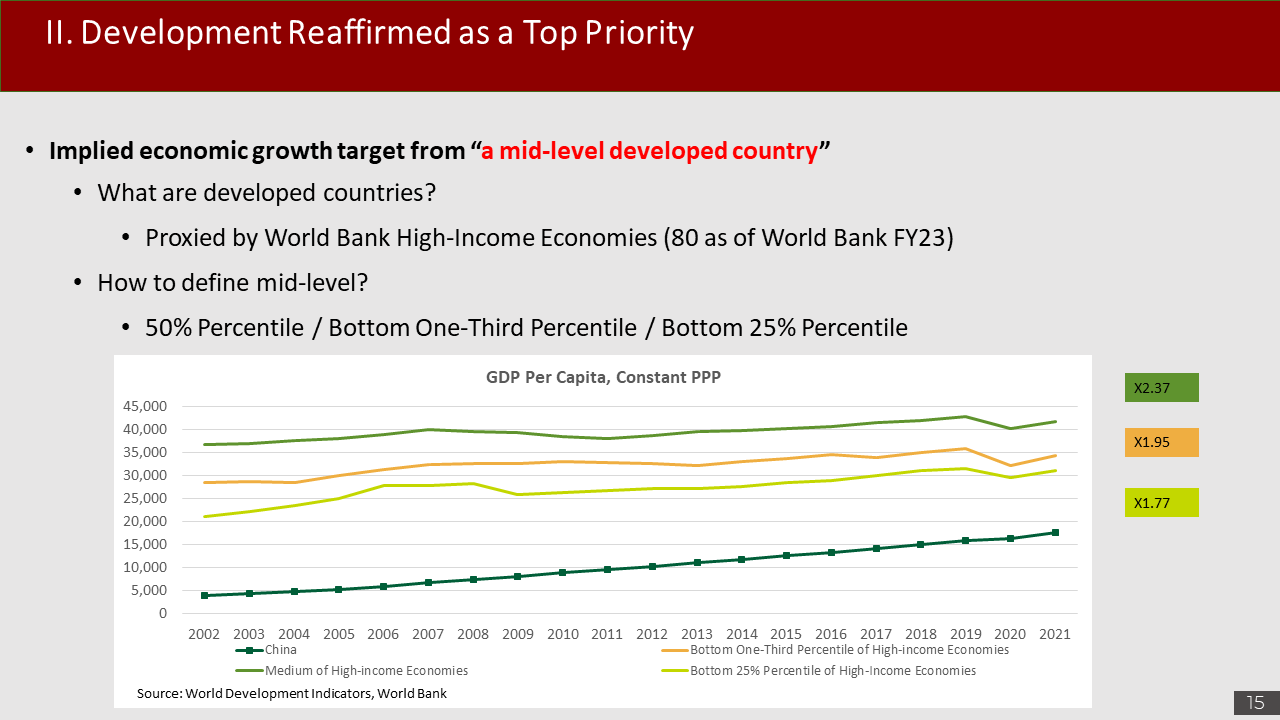 II. Development Reaffirmed as a Top Priority
• Implied economic growth target from “a mid-level developed country”
• What are developed countries?
• Proxied by World Bank High-Income Economies (80 as of World Bank FY23)
• How to define mid-level?
• 50% Percentile / Bottom One-Third Percentile / Bottom 25% Percentile
GDP Per Capita, Constant PPP
45,000
40,000
35,000
30,000
25,000
20,000
15,000
10,000
5,000
0
2002 2003 2004 2005 2006 2007 2008 2009 2010 2011 2012 2013 2014 2015 2016 2017 2018 2019 2020 2021
China
Bottom One-Third Percentile of High-income Economies
Medium of High-income Economies
Bottom 25% Percentile of High-Income Economies
Source: World Development Indicators, World Bank
X2.37
X1.95
X1.77
15